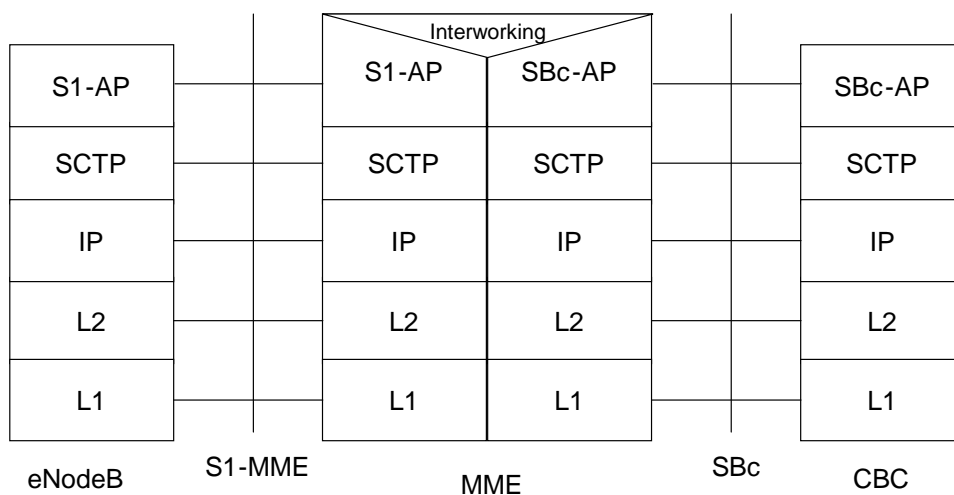 Interworking
S1-AP
S1-AP
SBc-AP
SBc-AP
SCTP
SCTP
SCTP
SCTP
IP
IP
IP
IP
L2
L2
L2
L2
L1
L1
L1
L1
eNodeB
S1-MME
MME
SBc
CBC